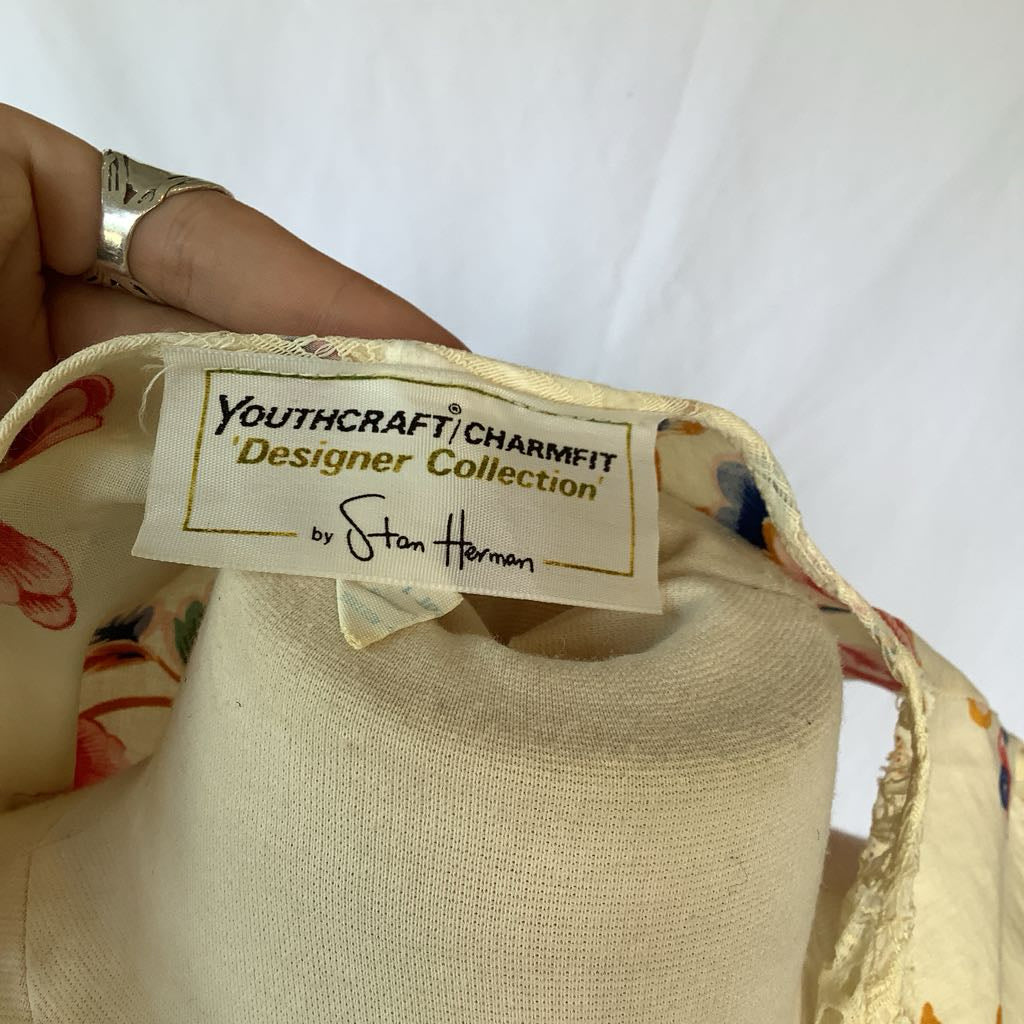 YOUTHCRAFT®/CHARMFIT
'Designer Collection'
by Stan Herman